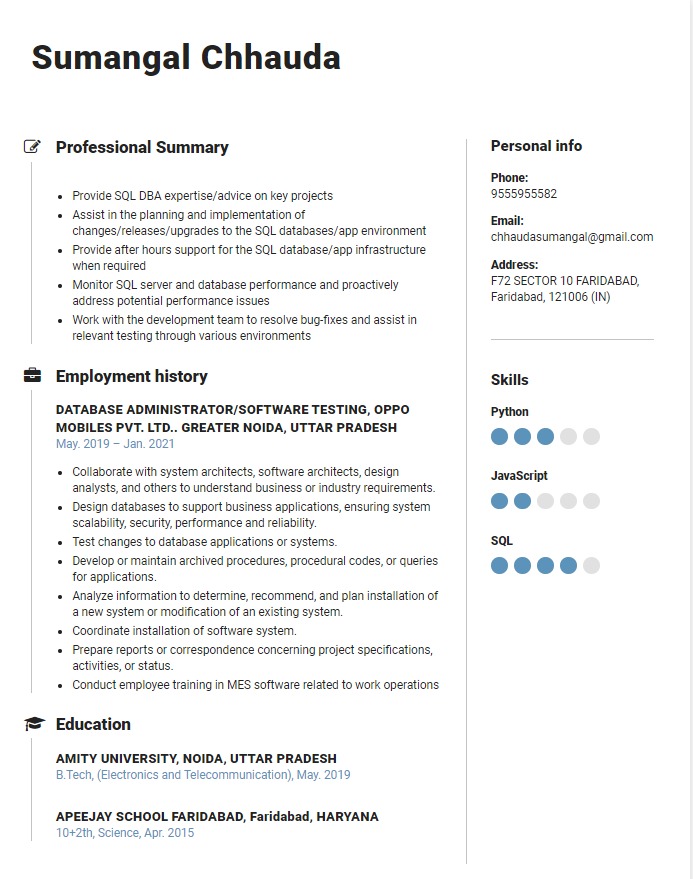 Sumangal Chhauda
Professional Summary
Provide SQL DBA expertise/advice on key projects
Assist in the planning and implementation of
changes/releases/upgrades to the SQL databases/app environment
Provide after hours support for the SQL database/app infrastructure
when required
Monitor SQL server and database performance and proactively
address potential performance issues
Work with the development team to resolve bug-fixes and assist in
relevant testing through various environments
Employment history
DATABASE ADMINISTRATOR/SOFTWARE TESTING, OPPO
MOBILES PVT. LTD.. GREATER NOIDA, UTTAR PRADESH
May. 2019 – Jan. 2021
Collaborate with system architects, software architects, design
analysts, and others to understand business or industry requirements.
Design databases to support business applications, ensuring system
scalability, security, performance and reliability.
Test changes to database applications or systems.
Develop or maintain archived procedures, procedural codes, or queries
for applications.
Analyze information to determine, recommend, and plan installation of
a new system or modification of an existing system.
Coordinate installation of software system.
Prepare reports or correspondence concerning project specifications,
activities, or status.
Conduct employee training in MES software related to work operations
Education
AMITY UNIVERSITY, NOIDA, UTTAR PRADESH
B.Tech, (Electronics and Telecommunication), May. 2019
APEEJAY SCHOOL FARIDABAD, Faridabad, HARYANA
10+2th, Science, Apr. 2015
Personal info
Phone:
9555955582
Email:
chhaudasumangal@gmail.com
Address:
F72 SECTOR 10 FARIDABAD,
Faridabad, 121006 (IN)
Skills
Python
JavaScript
SQL